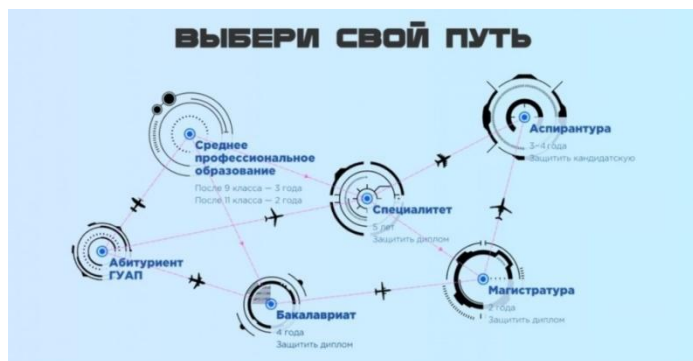 ВЫБЕРИ СВОЙ ПУТЬ
Среднее
профессиональное
образование
После 9 класса — 3 года
После 11 класса — 2 года
Аспирантура
3–4 года
Защитить кандидатскую
Специалитет
5 лет
Защитить диплом
Абитуриент
ГУАП
Бакалавриат
4 года
Защитить диплом
Магистратура
2 года
Защитить диплом